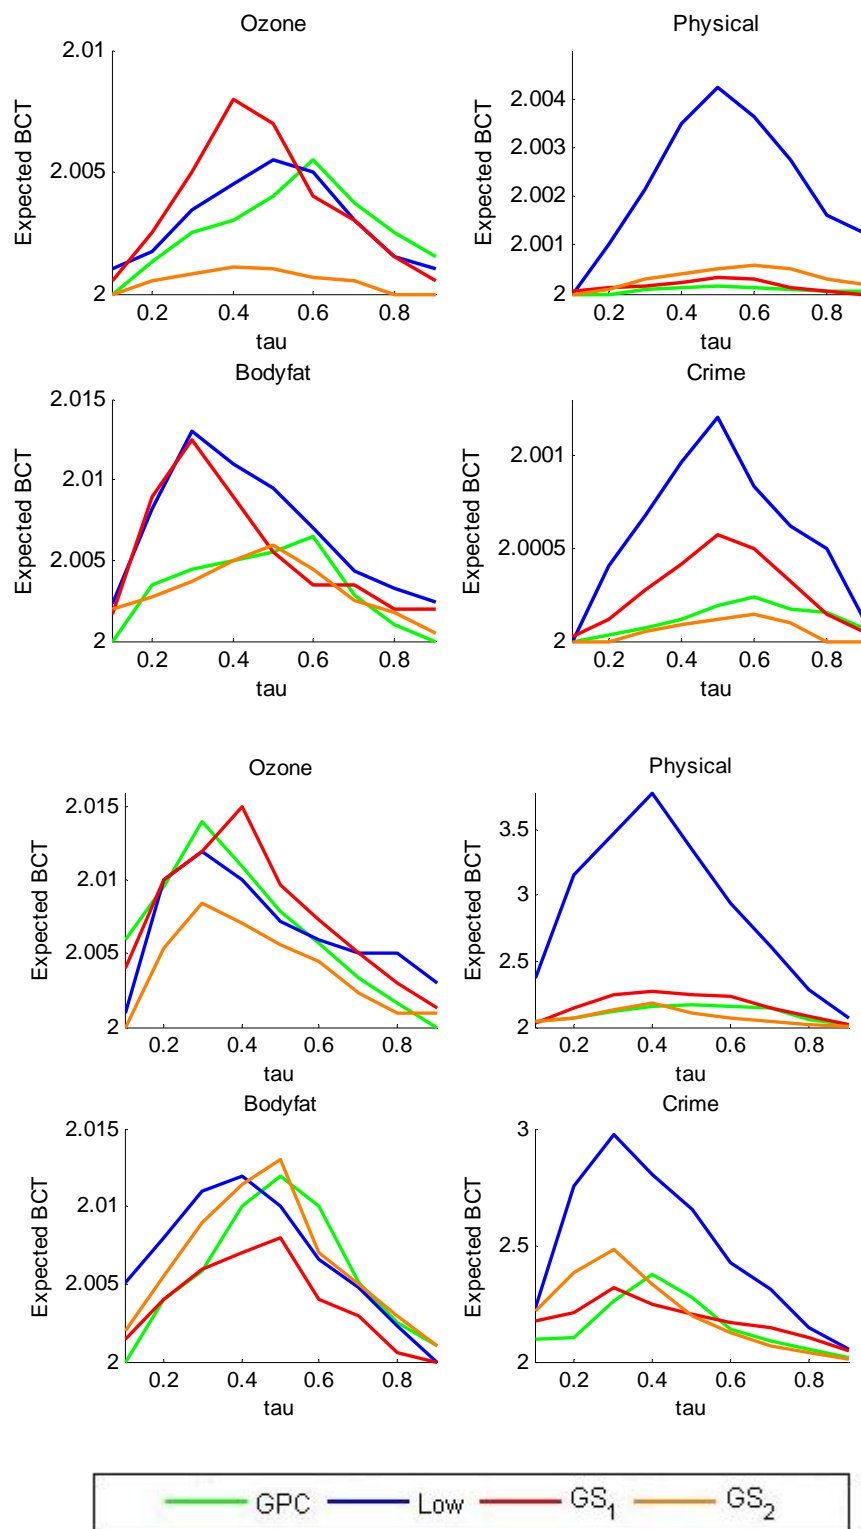 Ozone
Expected BCT
2.01
2.005
2
0.2 0.4 0.6 0.8
tau
Physical
Expected BCT
2.004
2.003
2.002
2.001
2
0.2 0.4 0.6 0.8
tau
Bodyfat
Expected BCT
2.015
2.01
2.005
2
0.2 0.4 0.6 0.8
tau
Crime
Expected BCT
2.001
2.0005
2
0.2 0.4 0.6 0.8
tau
Ozone
Expected BCT
2.015
2.01
2.005
2
0.2 0.4 0.6 0.8
tau
Physical
Expected BCT
3.5
3
2.5
2
0.2 0.4 0.6 0.8
tau
Bodyfat
Expected BCT
2.015
2.01
2.005
2
0.2 0.4 0.6 0.8
tau
Crime
Expected BCT
3
2.5
2
0.2 0.4 0.6 0.8
tau
GPC Low GS₁ GS₂